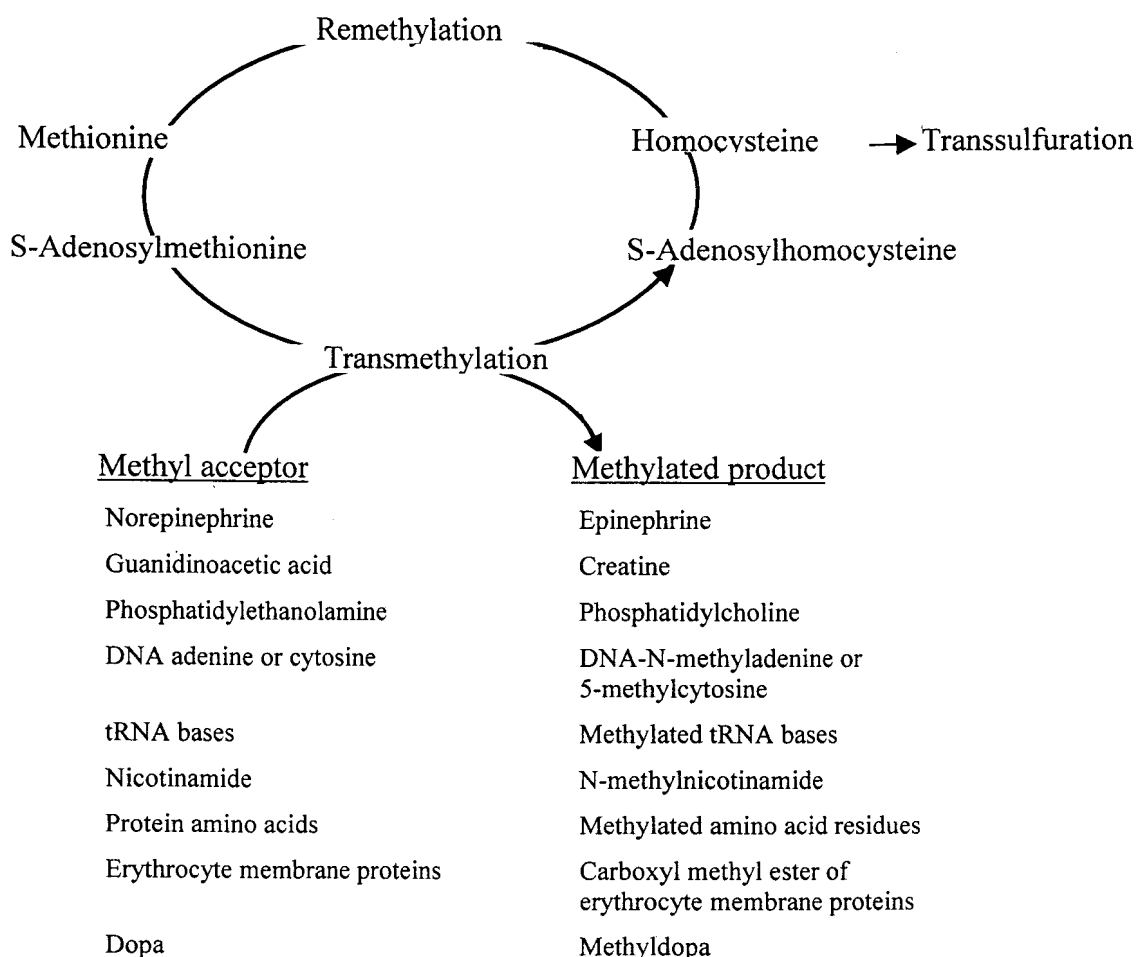 Remethylation
Methionine
Homocysteine
Transsulfuration
S-Adenosylmethionine
S-Adenosylhomocysteine
Transmethylation
Methyl acceptor
Methylated product
Norepinephrine
Epinephrine
Guanidinoacetic acid
Creatine
Phosphatidylethanolamine
Phosphatidylcholine
DNA adenine or cytosine
DNA-N-methyladenine or
5-methylcytosine
tRNA bases
Methylated tRNA bases
Nicotinamide
N-methylnicotinamide
Protein amino acids
Methylated amino acid residues
Erythrocyte membrane proteins
Carboxyl methyl ester of
erythrocyte membrane proteins
Dopa
Methyldopa